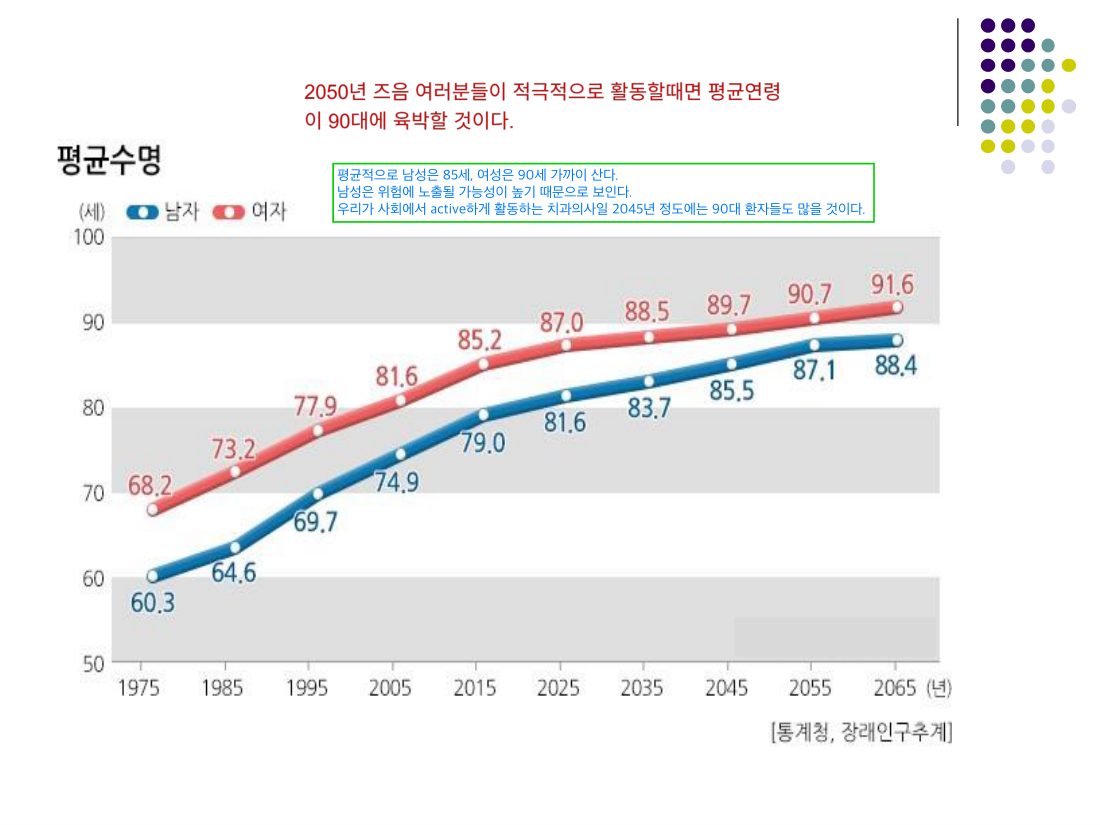 2050년 즈음 여러분들이 적극적으로 활동할때면 평균연령
이 90대에 육박할 것이다.
평균수명
평균적으로 남성은 85세, 여성은 90세 가까이 산다.
남성은 위험에 노출될 가능성이 높기 때문으로 보인다.
우리가 사회에서 active하게 활동하는 치과의사일 2045년 정도에는 90대 환자들도 많을 것이다.
(세) 남자 여자
100
90
80
70
60
50
68.2 73.2 77.9 81.6 85.2 87.0 88.5 89.7 90.7 91.6
60.3 64.6 69.7 74.9 79.0 81.6 83.7 85.5 87.1 88.4
1975 1985 1995 2005 2015 2025 2035 2045 2055 2065 (년)
[통계청, 장래인구추계]